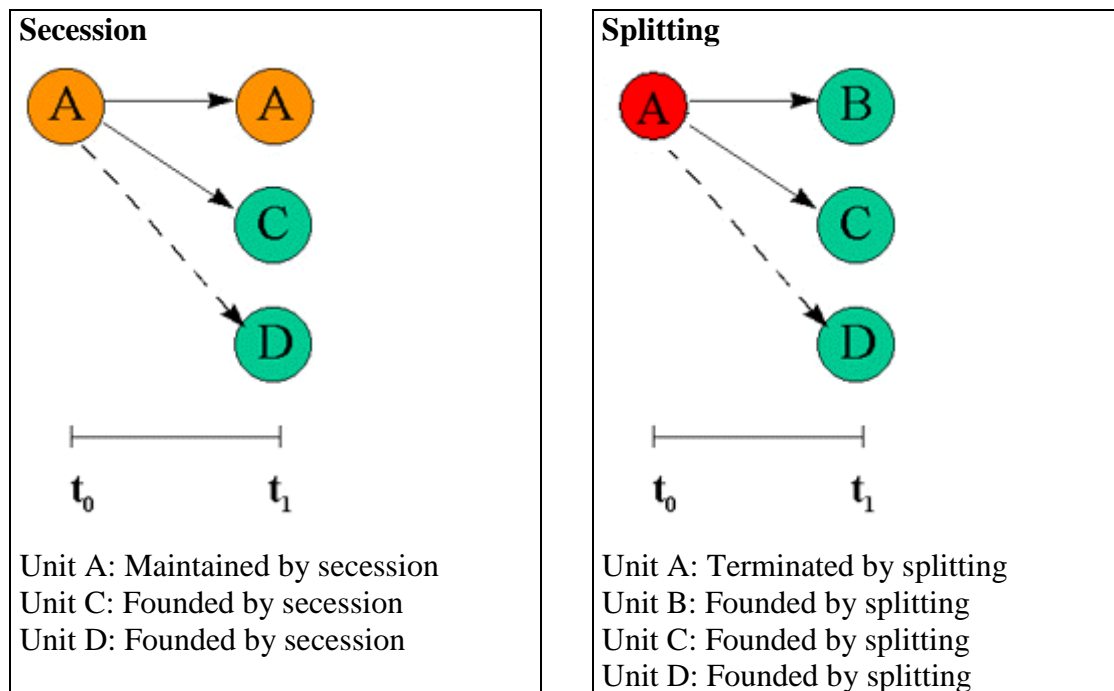 Secession
A
A
C
D
t0
t1
Unit A: Maintained by secession
Unit C: Founded by secession
Unit D: Founded by secession
Splitting
A
B
C
D
t0
t1
Unit A: Terminated by splitting
Unit B: Founded by splitting
Unit C: Founded by splitting
Unit D: Founded by splitting